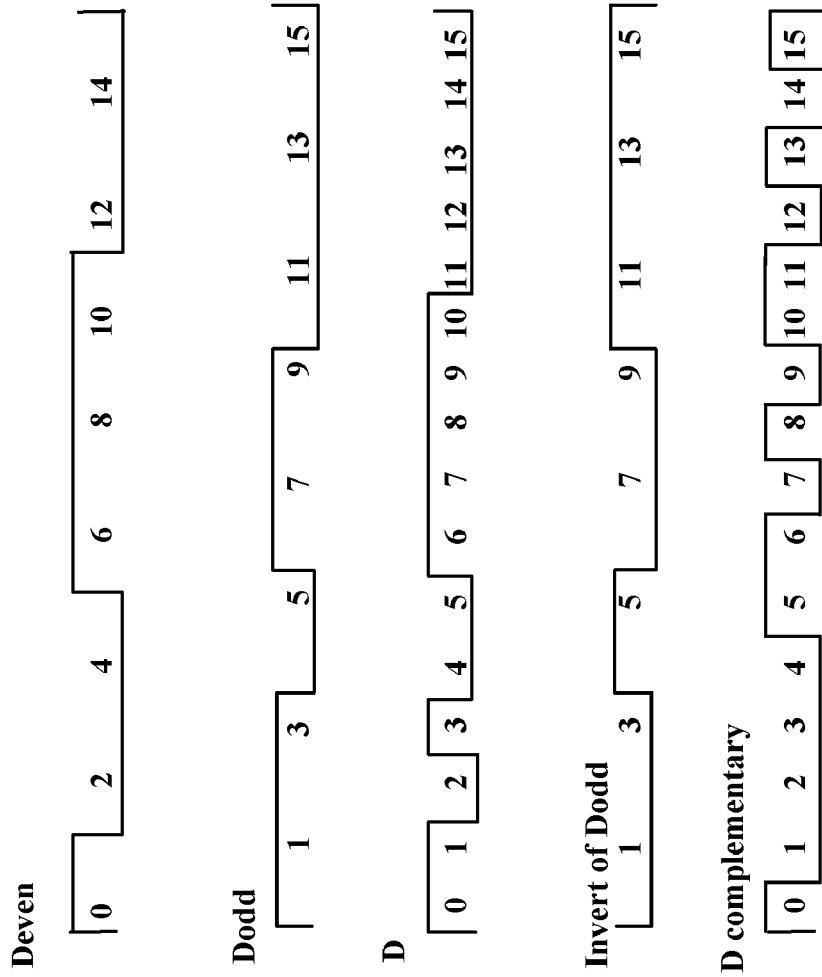 Deven
0 2 4 6 8 10 12 14
Dodd
1 3 5 7 9 11 13 15
D
0 1 2 3 4 5 6 7 8 9 10 11 12 13 14 15
Invert of Dodd
1 3 5 7 9 11 13 15
D complementary
0 1 2 3 4 5 6 7 8 9 10 11 12 13 14 15